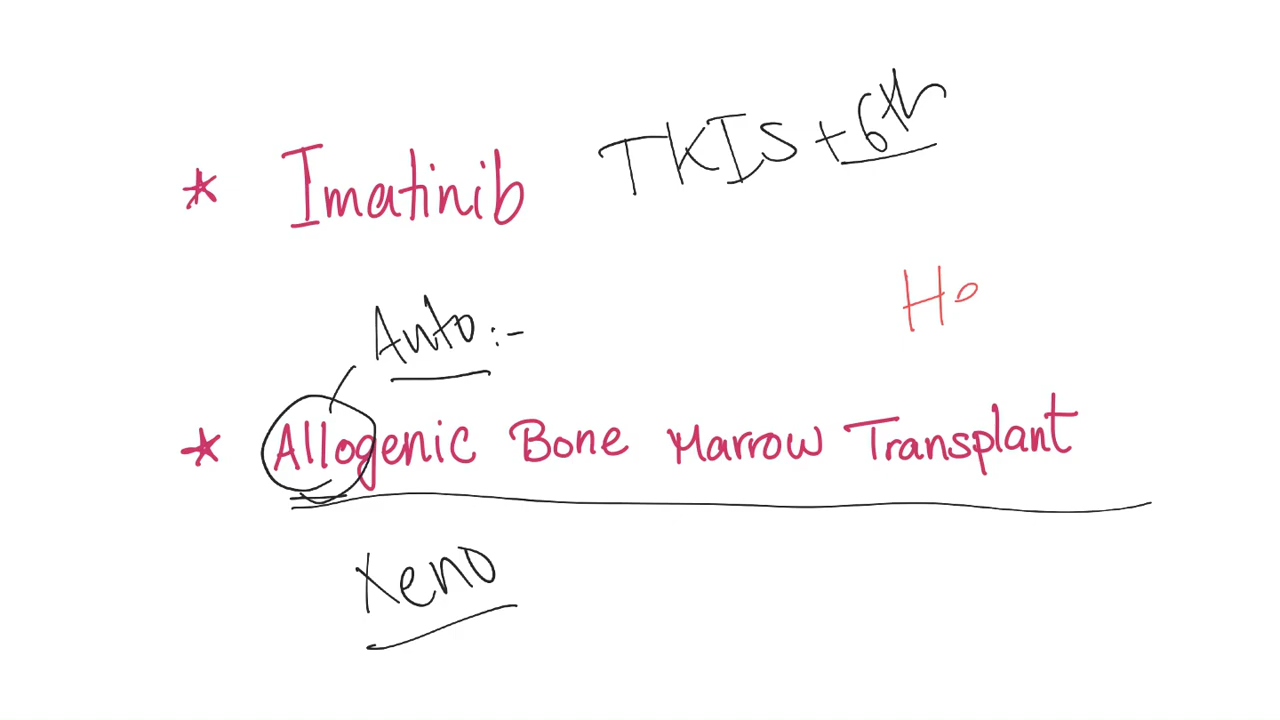 * Imatinib TKIS + 6th
Ho
Auto :-
* Allogenic Bone Marrow Transplant
Xeno